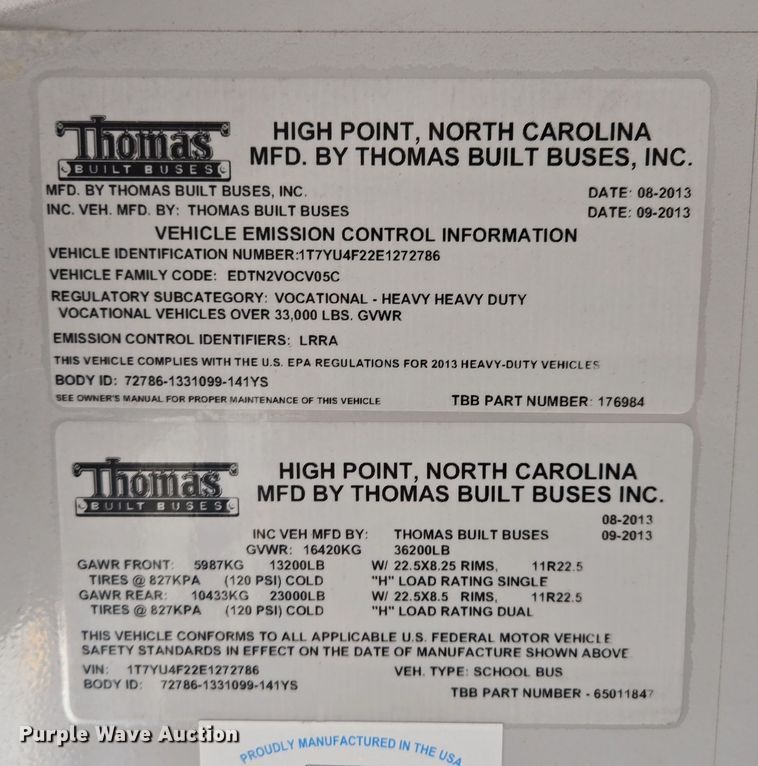 Thomas
BUILT BUSES
HIGH POINT, NORTH CAROLINA
MFD. BY THOMAS BUILT BUSES, INC.
MFD. BY THOMAS BUILT BUSES, INC. DATE: 08-2013
INC. VEH. MFD. BY: THOMAS BUILT BUSES DATE: 09-2013
VEHICLE EMISSION CONTROL INFORMATION
VEHICLE IDENTIFICATION NUMBER:1T7YU4F22E1272786
VEHICLE FAMILY CODE: EDTN2VOCV05C
REGULATORY SUBCATEGORY: VOCATIONAL - HEAVY HEAVY DUTY
VOCATIONAL VEHICLES OVER 33,000 LBS. GVWR
EMISSION CONTROL IDENTIFIERS: LRRA
THIS VEHICLE COMPLIES WITH THE U.S. EPA REGULATIONS FOR 2013 HEAVY-DUTY VEHICLES
BODY ID: 72786-1331099-141YS
SEE OWNER'S MANUAL FOR PROPER MAINTENANCE OF THIS VEHICLE TBB PART NUMBER: 176984
Thomas
BUILT BUSES
HIGH POINT, NORTH CAROLINA
MFD BY THOMAS BUILT BUSES INC.
08-2013
INC VEH MFD BY: THOMAS BUILT BUSES 09-2013
GVWR: 16420KG 36200LB
GAWR FRONT: 5987KG 13200LB W/ 22.5X8.25 RIMS, 11R22.5
TIRES @ 827KPA (120 PSI) COLD "H" LOAD RATING SINGLE
GAWR REAR: 10433KG 23000LB W/ 22.5X8.5 RIMS, 11R22.5
TIRES @ 827KPA (120 PSI) COLD "H" LOAD RATING DUAL
THIS VEHICLE CONFORMS TO ALL APPLICABLE U.S. FEDERAL MOTOR VEHICLE
SAFETY STANDARDS IN EFFECT ON THE DATE OF MANUFACTURE SHOWN ABOVE
VIN: 1T7YU4F22E1272786 VEH. TYPE: SCHOOL BUS
BODY ID: 72786-1331099-141YS TBB PART NUMBER - 65011847
PROUDLY MANUFACTURED IN THE USA
Purple Wave Auction